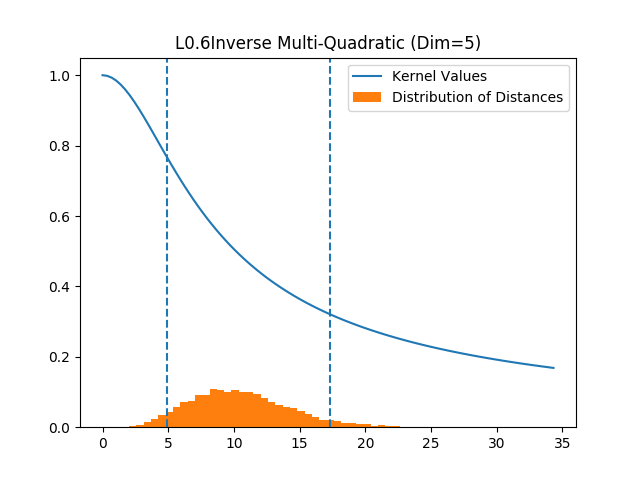 L0.6Inverse Multi-Quadratic (Dim=5)
Kernel Values
Distribution of Distances
1.0
0.8
0.6
0.4
0.2
0.0
0 5 10 15 20 25 30 35